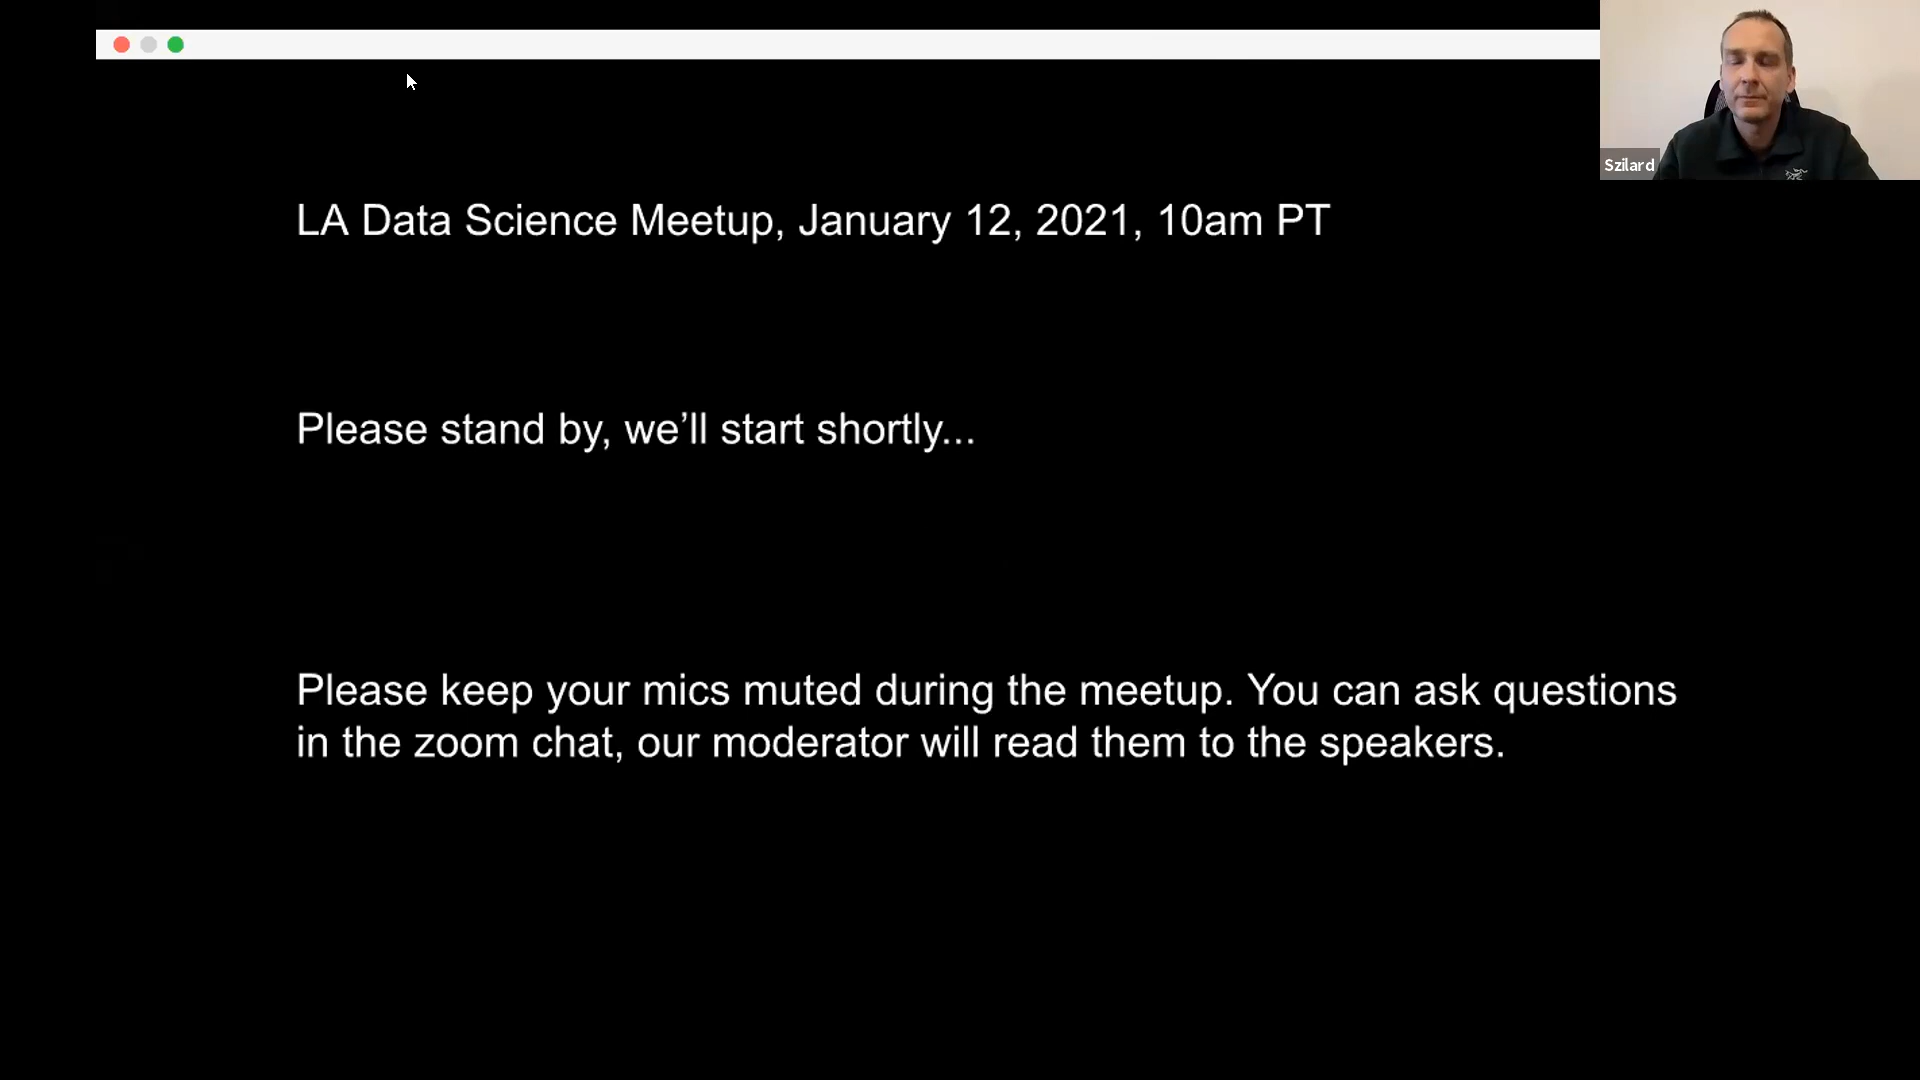 Szilard
LA Data Science Meetup, January 12, 2021, 10am PT
Please stand by, we’ll start shortly...
Please keep your mics muted during the meetup. You can ask questions
in the zoom chat, our moderator will read them to the speakers.